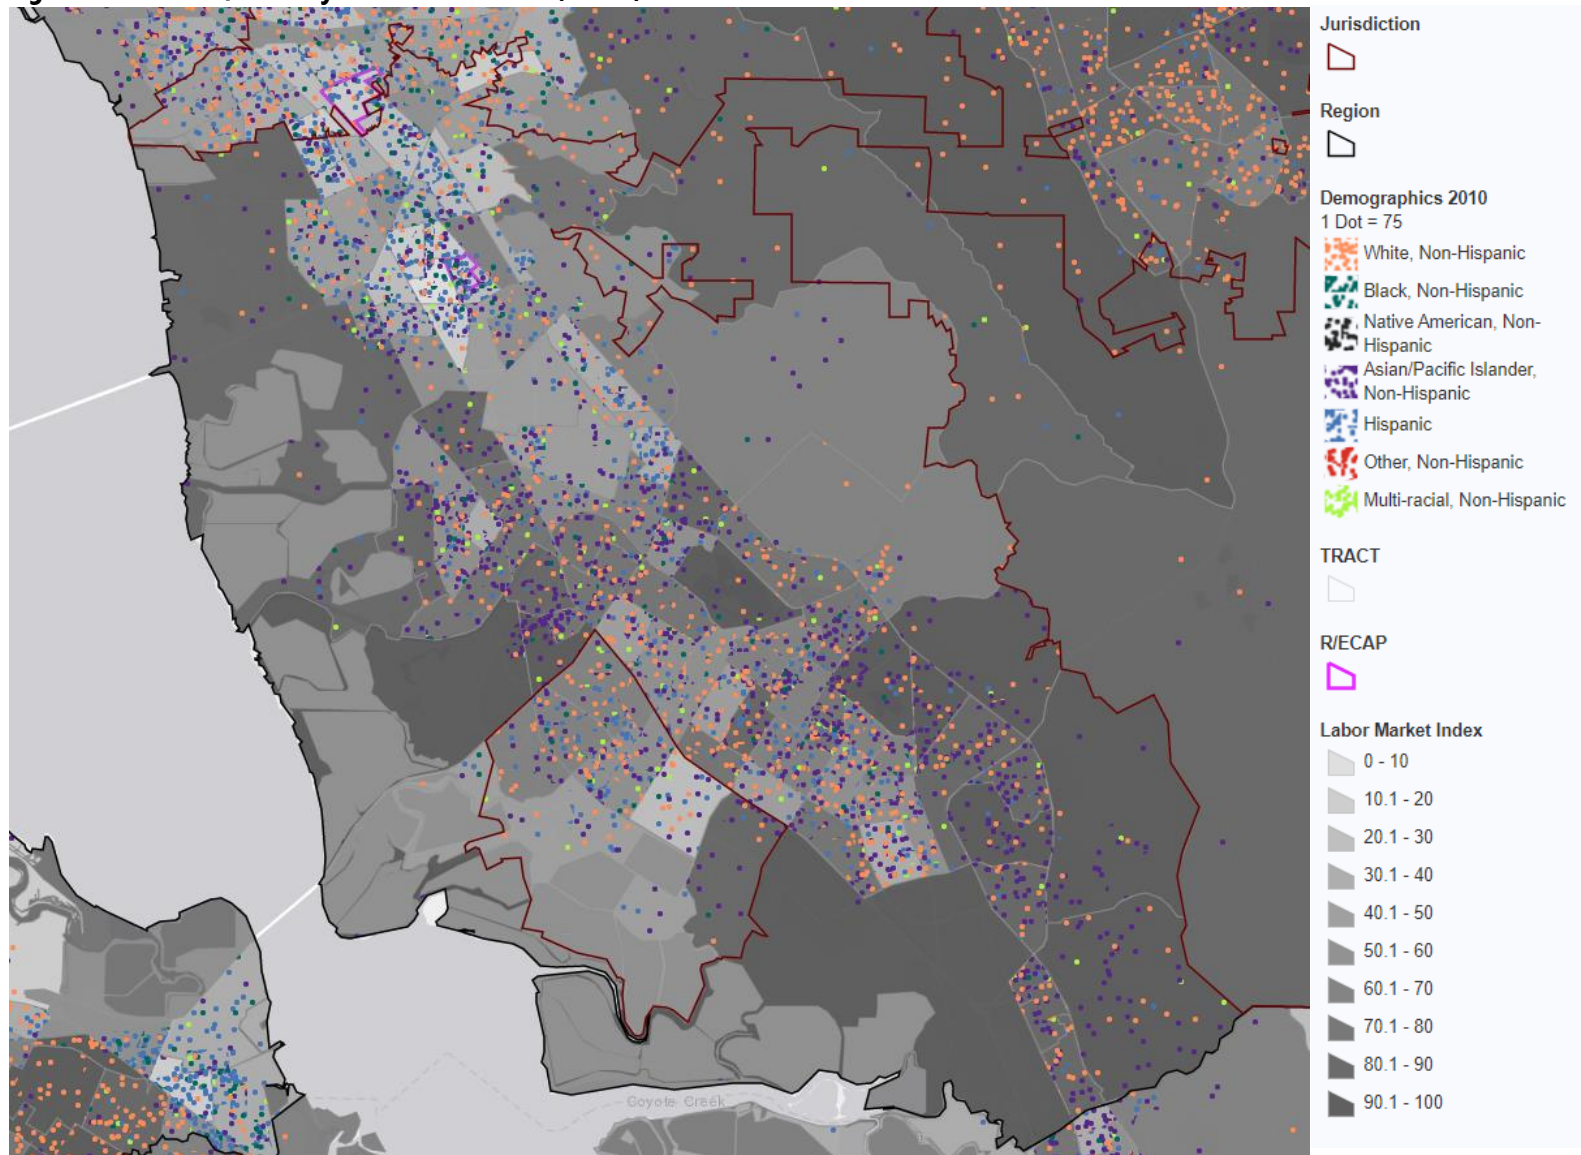 Jurisdiction
Region
Demographics 2010
1 Dot = 75
White, Non-Hispanic
Black, Non-Hispanic
Native American, Non-
Hispanic
Asian/Pacific Islander,
Non-Hispanic
Hispanic
Other, Non-Hispanic
Multi-racial, Non-Hispanic
TRACT
R/ECAP
Labor Market Index
0 - 10
10.1 - 20
20.1 - 30
30.1 - 40
40.1 - 50
50.1 - 60
60.1 - 70
70.1 - 80
80.1 - 90
90.1 - 100
Coyote Creek